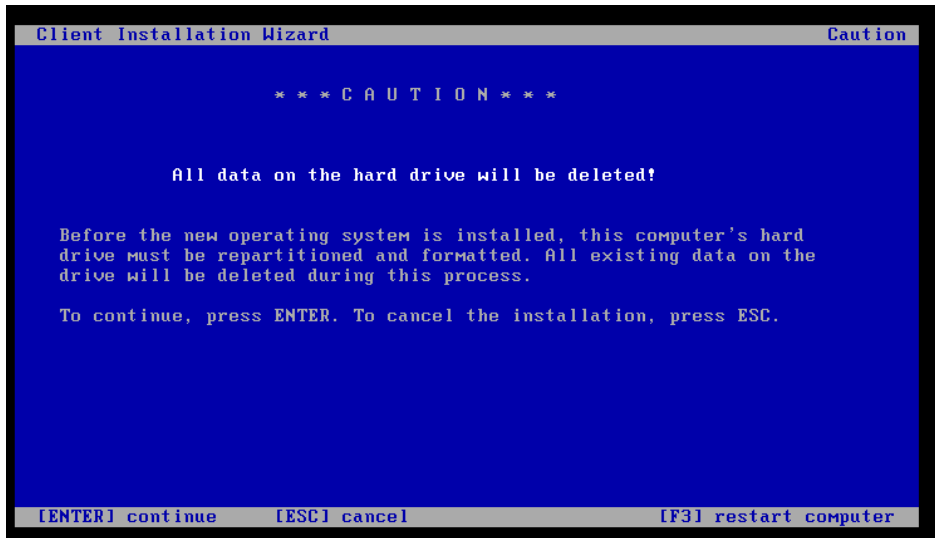 Client Installation Wizard Caution
* * * C A U T I O N * * *
All data on the hard drive will be deleted!
Before the new operating system is installed, this computer's hard
drive must be repartitioned and formatted. All existing data on the
drive will be deleted during this process.
To continue, press ENTER. To cancel the installation, press ESC.
[ENTER] continue [ESC] cancel [F3] restart computer